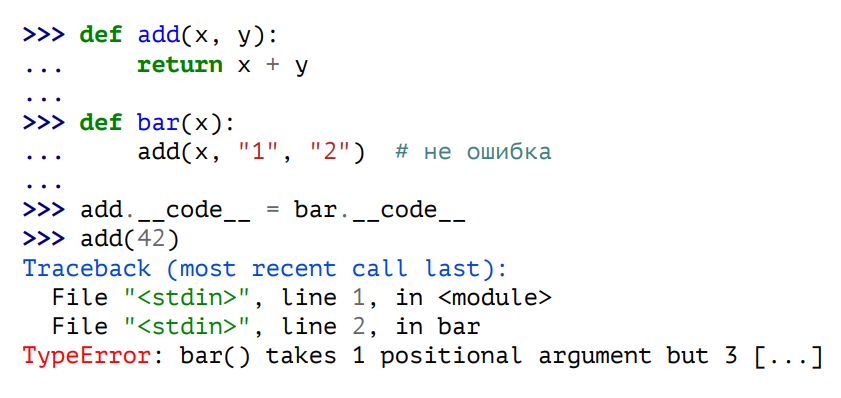 >>> def add(x, y):
...     return x + y
...
>>> def bar(x):
...     add(x, "1", "2")  # не ошибка
...
>>> add.__code__ = bar.__code__
>>> add(42)
Traceback (most recent call last):
  File "<stdin>", line 1, in <module>
  File "<stdin>", line 2, in bar
TypeError: bar() takes 1 positional argument but 3 [...]